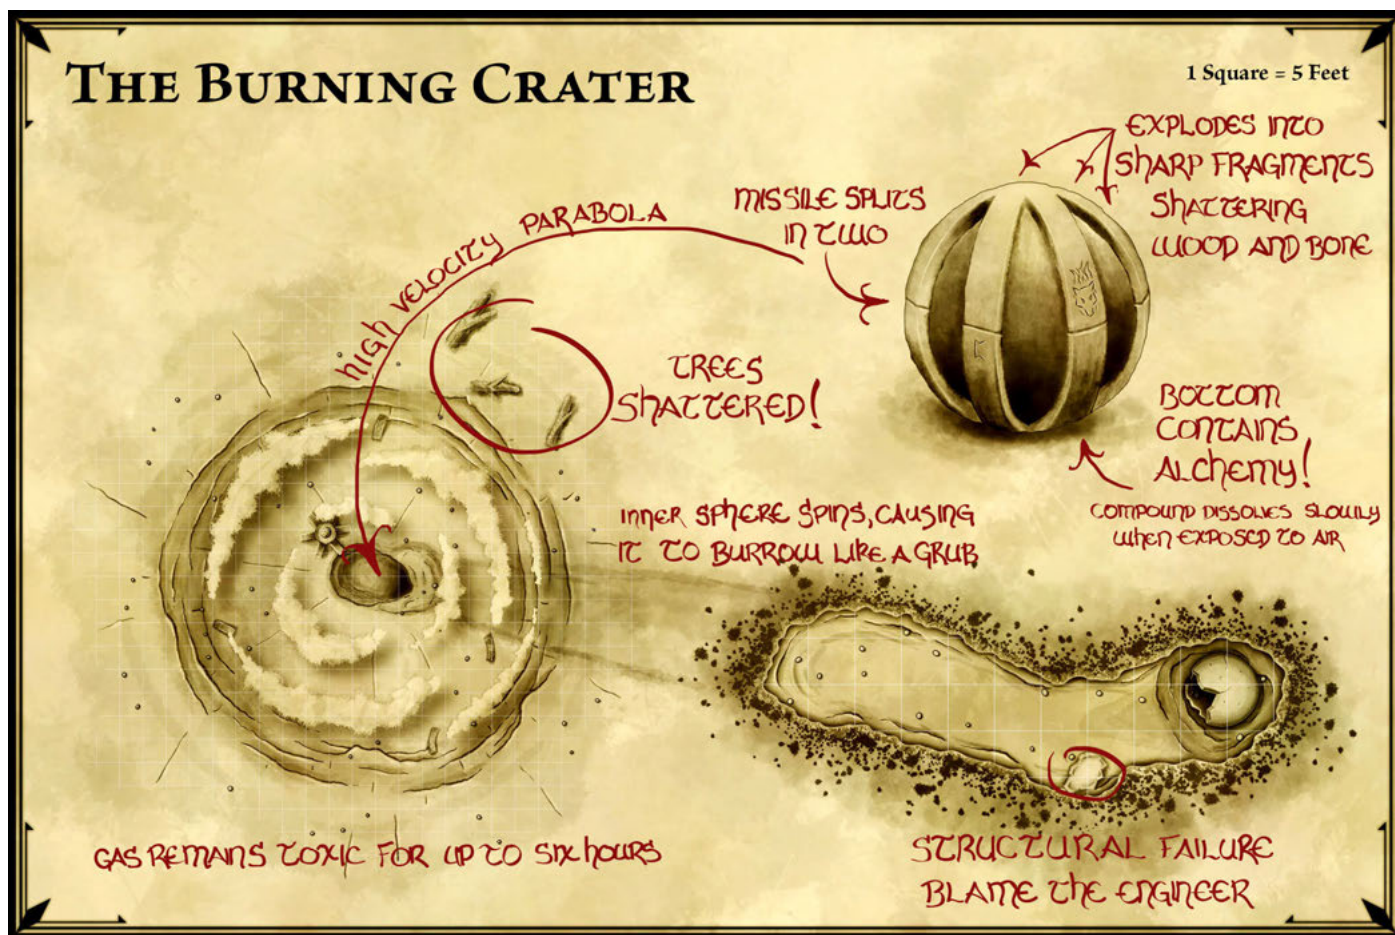 THE BURNING CRATER
1 Square = 5 Feet
EXPLODES INTO
SHARP FRAGMENTS
SHATTERING
WOOD AND BONE
MISSILE SPLITS
IN TWO
HIGH VELOCITY PARABOLA
TREES
SHATTERED!
BOTTOM
CONTAINS
ALCHEMY!
COMPOUND DISSOLVES SLOWLY
WHEN EXPOSED TO AIR
INNER SPHERE SPINS, CAUSING
IT TO BURROW LIKE A GRUB
GAS REMAINS TOXIC FOR UP TO SIX HOURS
STRUCTURAL FAILURE
BLAME THE ENGINEER